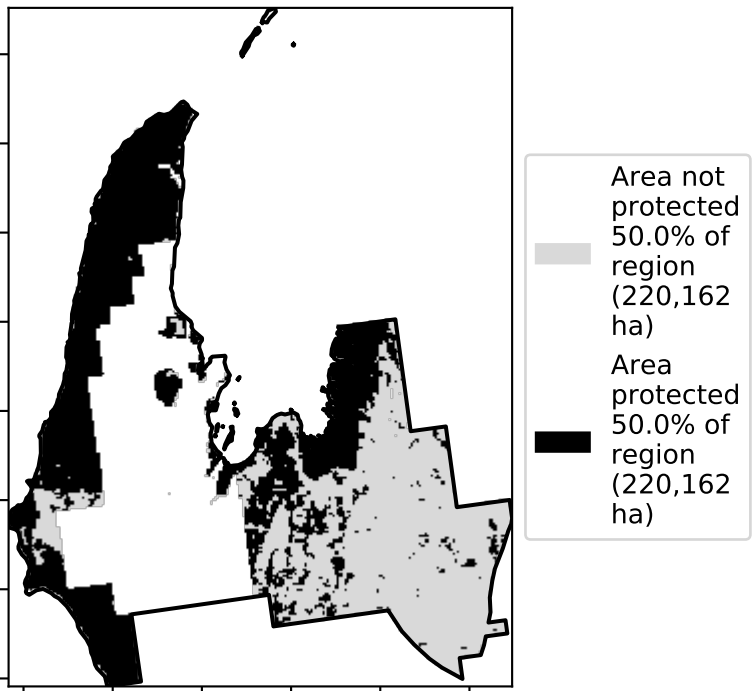 Area not
protected
50.0% of
region
(220,162
ha)
Area
protected
50.0% of
region
(220,162
ha)